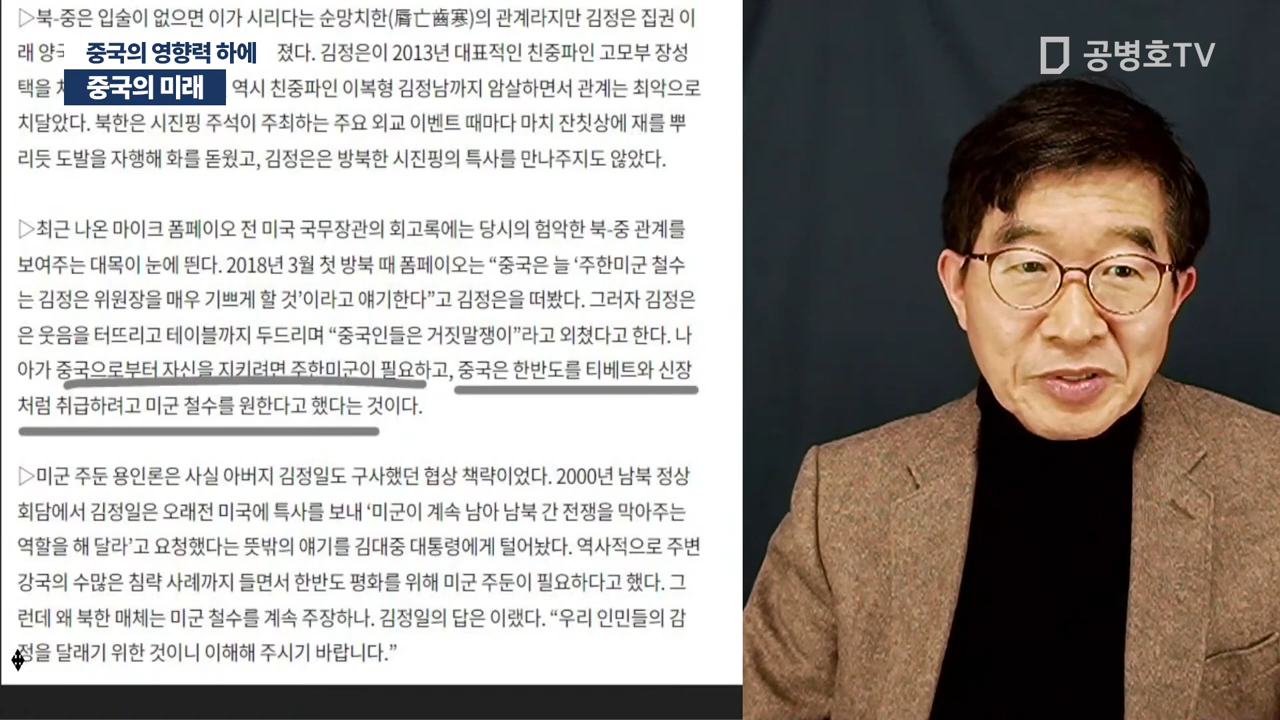 ▷북-중은 입술이 없으면 이가 시리다는 순망치한(脣亡齒寒)의 관계라지만 김정은 집권 이
래 양국 졌다. 김정은이 2013년 대표적인 친중파인 고모부 장성
택을 역시 친중파인 이복형 김정남까지 암살하면서 관계는 최악으로
치달았다. 북한은 시진핑 주석이 주최하는 주요 외교 이벤트 때마다 마치 잔칫상에 재를 뿌
리듯 도발을 자행해 화를 돋웠고, 김정은은 방북한 시진핑의 특사를 만나주지도 않았다.
중국의 영향력 하에
중국의 미래
▷최근 나온 마이크 폼페이오 전 미국 국무장관의 회고록에는 당시의 험악한 북-중 관계를
보여주는 대목이 눈에 띈다. 2018년 3월 첫 방북 때 폼페이오는 “중국은 늘 ‘주한미군 철수
는 김정은 위원장을 매우 기쁘게 할 것’이라고 얘기한다”고 김정은을 떠봤다. 그러자 김정은
은 웃음을 터뜨리고 테이블까지 두드리며 “중국인들은 거짓말쟁이”라고 외쳤다고 한다. 나
아가 중국으로부터 자신을 지키려면 주한미군이 필요하고, 중국은 한반도를 티베트와 신장
처럼 취급하려고 미군 철수를 원한다고 했다는 것이다.
▷미군 주둔 용인론은 사실 아버지 김정일도 구사했던 협상 책략이었다. 2000년 남북 정상
회담에서 김정일은 오래전 미국에 특사를 보내 ‘미군이 계속 남아 남북 간 전쟁을 막아주는
역할을 해 달라’고 요청했다는 뜻밖의 얘기를 김대중 대통령에게 털어놨다. 역사적으로 주변
강국의 수많은 침략 사례까지 들면서 한반도 평화를 위해 미군 주둔이 필요하다고 했다. 그
런데 왜 북한 매체는 미군 철수를 계속 주장하나. 김정일의 답은 이랬다. “우리 인민들의 감
정을 달래기 위한 것이니 이해해 주시기 바랍니다.”
공병호TV